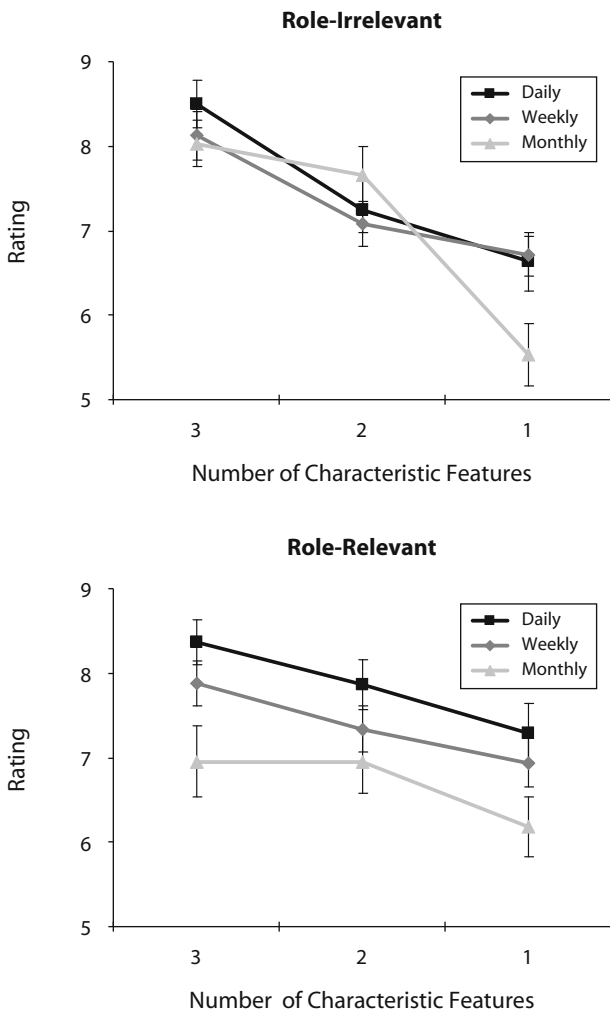 Role-Irrelevant
9
8
7
6
5
Rating
Daily
Weekly
Monthly
3 2 1
Number of Characteristic Features
Role-Relevant
9
8
7
6
5
Rating
Daily
Weekly
Monthly
3 2 1
Number of Characteristic Features